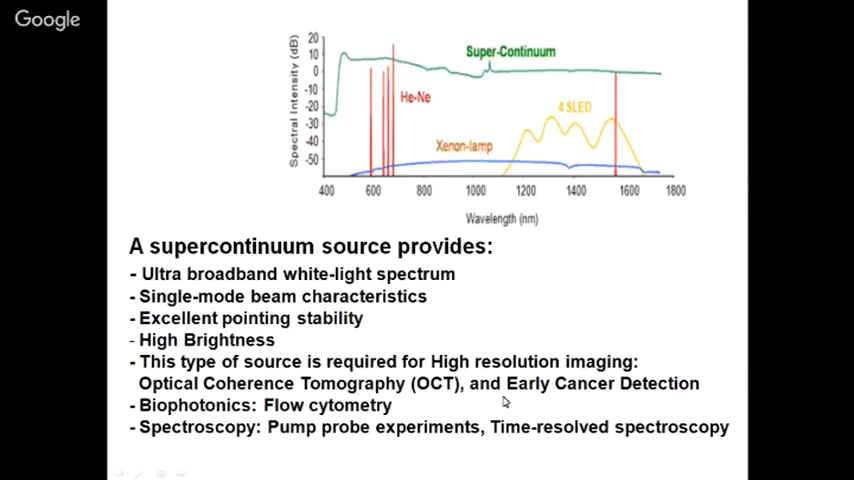 Google
20
10
0
-10
-20
-30
-40
-50
Spectral Intensity (dB)
Super-Continuum
He-Ne
4 SLED
Xenon-lamp
400 600 800 1000 1200 1400 1600 1800
Wavelength (nm)
A supercontinuum source provides:
- Ultra broadband white-light spectrum
- Single-mode beam characteristics
- Excellent pointing stability
- High Brightness
- This type of source is required for High resolution imaging:
Optical Coherence Tomography (OCT), and Early Cancer Detection
- Biophotonics: Flow cytometry
- Spectroscopy: Pump probe experiments, Time-resolved spectroscopy